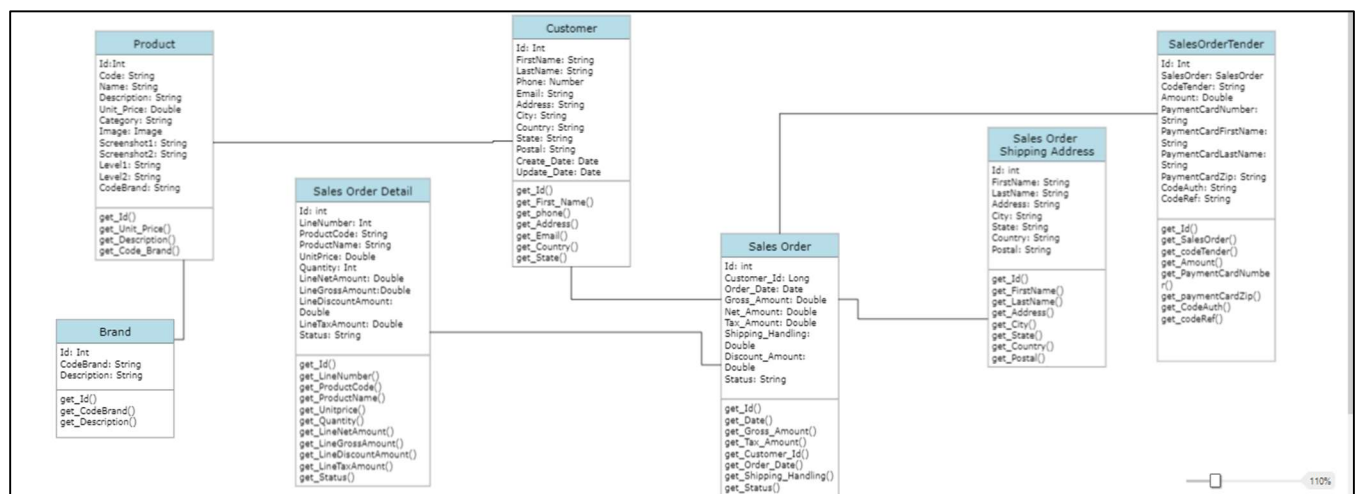 Product
Id:Int
Code: String
Name: String
Description: String
Unit_Price: Double
Category: String
Image: Image
Screenshot1: String
Screenshot2: String
Level1: String
Level2: String
CodeBrand: String
get_Id()
get_Unit_Price()
get_Description()
get_Code_Brand()
Brand
Id: Int
CodeBrand: String
Description: String
get_Id()
get_CodeBrand()
get_Description()
Sales Order Detail
Id: int
LineNumber: Int
ProductCode: String
ProductName: String
UnitPrice: Double
Quantity: Int
LineNetAmount: Double
LineGrossAmount:Double
LineDiscountAmount:
Double
LineTaxAmount: Double
Status: String
get_Id()
get_LineNumber()
get_ProductCode()
get_ProductName()
get_Unitprice()
get_Quantity()
get_LineNetAmount()
get_LineGrossAmount()
get_LineDiscountAmount()
get_LineTaxAmount()
get_Status()
Customer
Id: Int
FirstName: String
LastName: String
Phone: Number
Email: String
Address: String
City: String
Country: String
State: String
Postal: String
Create_Date: Date
Update_Date: Date
get_Id()
get_First_Name()
get_phone()
get_Address()
get_Email()
get_Country()
get_State()
Sales Order
Id: int
Customer_Id: Long
Order_Date: Date
Gross_Amount: Double
Net_Amount: Double
Tax_Amount: Double
Shipping_Handling:
Double
Discount_Amount:
Double
Status: String
get_Id()
get_Date()
get_Gross_Amount()
get_Tax_Amount()
get_Customer_Id()
get_Order_Date()
get_Shipping_Handling()
get_Status()
Sales Order
Shipping Address
Id: int
FirstName: String
LastName: String
Address: String
City: String
State: String
Country: String
Postal: String
get_Id()
get_FirstName()
get_LastName()
get_Address()
get_City()
get_State()
get_Country()
get_Postal()
SalesOrderTender
Id: Int
SalesOrder: SalesOrder
CodeTender: String
Amount: Double
PaymentCardNumber:
String
PaymentCardFirstName:
String
PaymentCardLastName:
String
PaymentCardZip: String
CodeAuth: String
CodeRef: String
get_Id()
get_SalesOrder()
get_codeTender()
get_Amount()
get_PaymentCardNumbe
r()
get_paymentCardZip()
get_CodeAuth()
get_codeRef()
110%